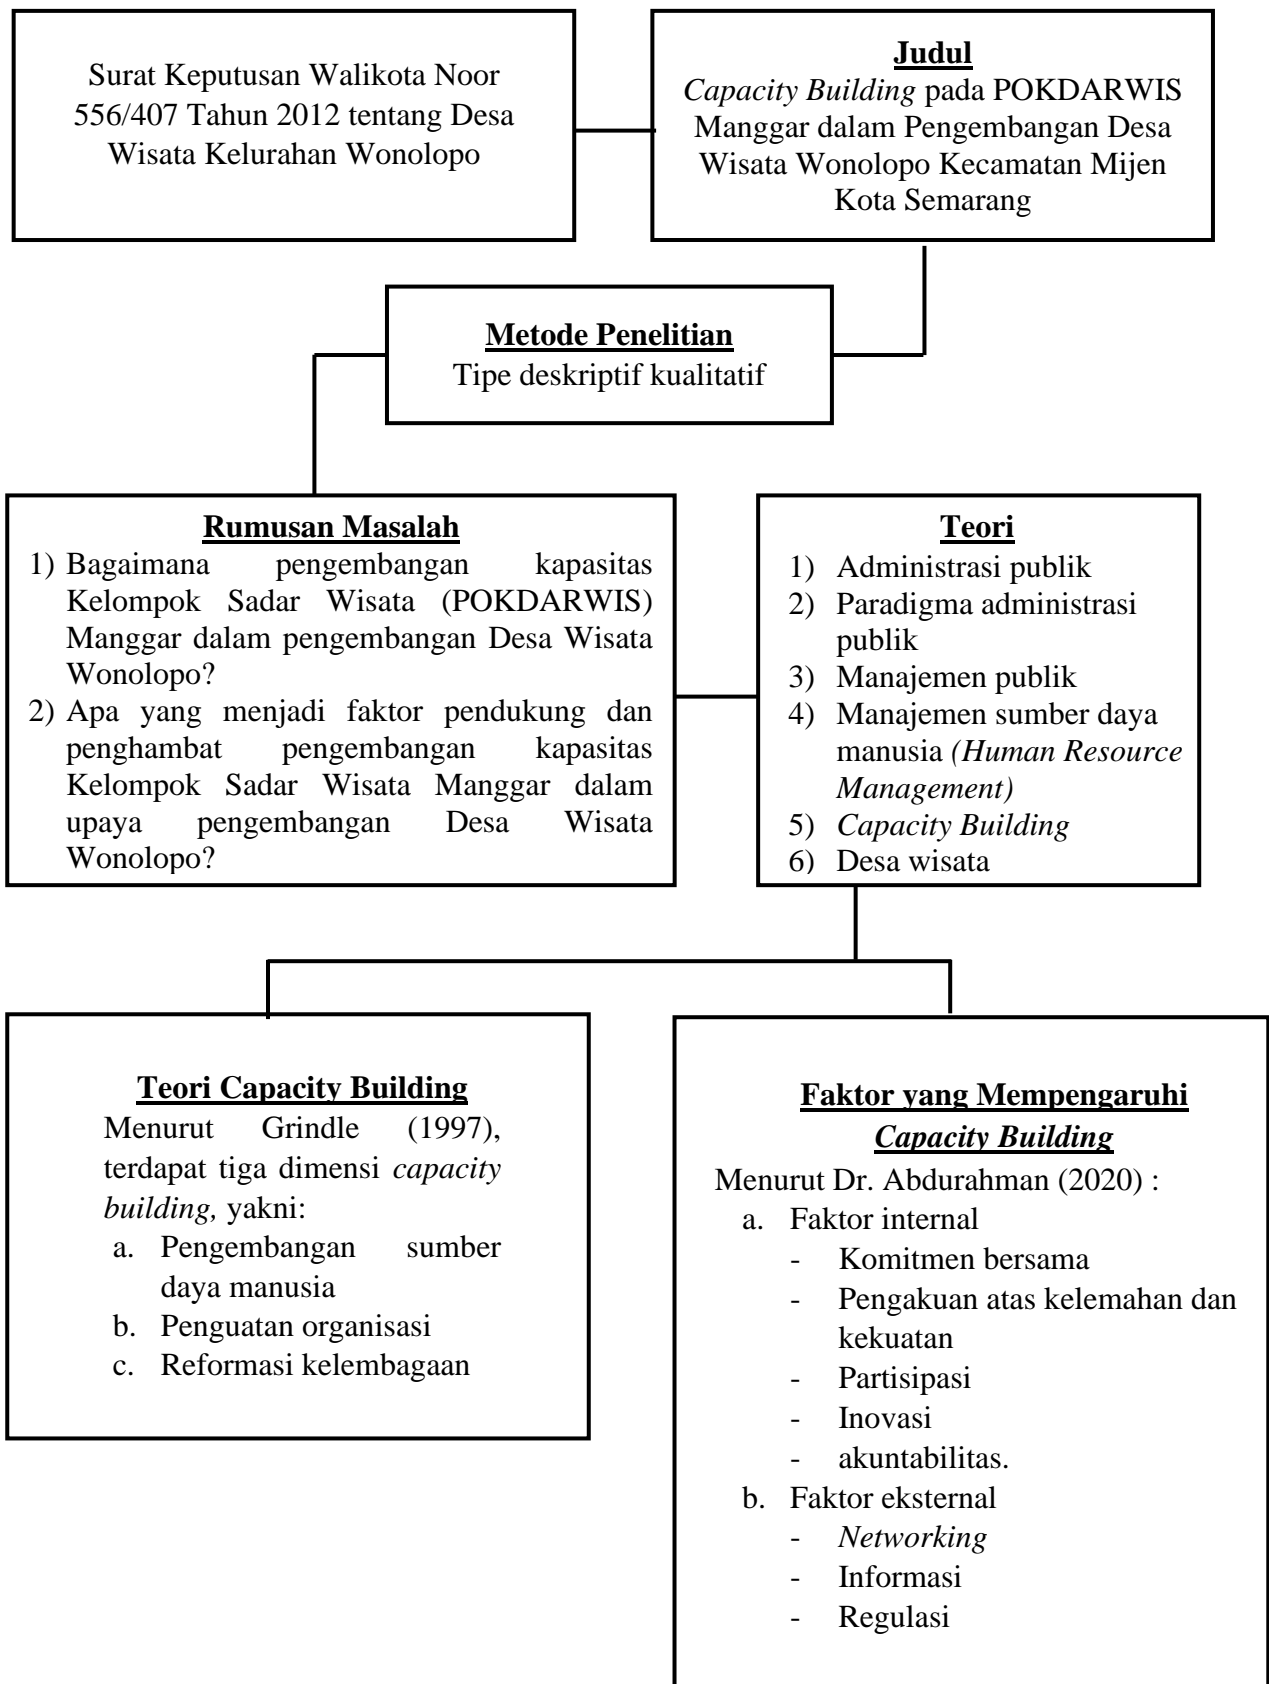 Surat Keputusan Walikota Noor
556/407 Tahun 2012 tentang Desa
Wisata Kelurahan Wonolopo
Judul
Capacity Building pada POKDARWIS
Manggar dalam Pengembangan Desa
Wisata Wonolopo Kecamatan Mijen
Kota Semarang
Metode Penelitian
Tipe deskriptif kualitatif
Rumusan Masalah
1) Bagaimana pengembangan kapasitas
Kelompok Sadar Wisata (POKDARWIS)
Manggar dalam pengembangan Desa Wisata
Wonolopo?
2) Apa yang menjadi faktor pendukung dan
penghambat pengembangan kapasitas
Kelompok Sadar Wisata Manggar dalam
upaya pengembangan Desa Wisata
Wonolopo?
Teori
1) Administrasi publik
2) Paradigma administrasi
publik
3) Manajemen publik
4) Manajemen sumber daya
manusia (Human Resource
Management)
5) Capacity Building
6) Desa wisata
Teori Capacity Building
Menurut Grindle (1997),
terdapat tiga dimensi capacity
building, yakni:
a. Pengembangan sumber
daya manusia
b. Penguatan organisasi
c. Reformasi kelembagaan
Faktor yang Mempengaruhi
Capacity Building
Menurut Dr. Abdurahman (2020) :
a. Faktor internal
- Komitmen bersama
- Pengakuan atas kelemahan dan
kekuatan
- Partisipasi
- Inovasi
- akuntabilitas.
b. Faktor eksternal
- Networking
- Informasi
- Regulasi